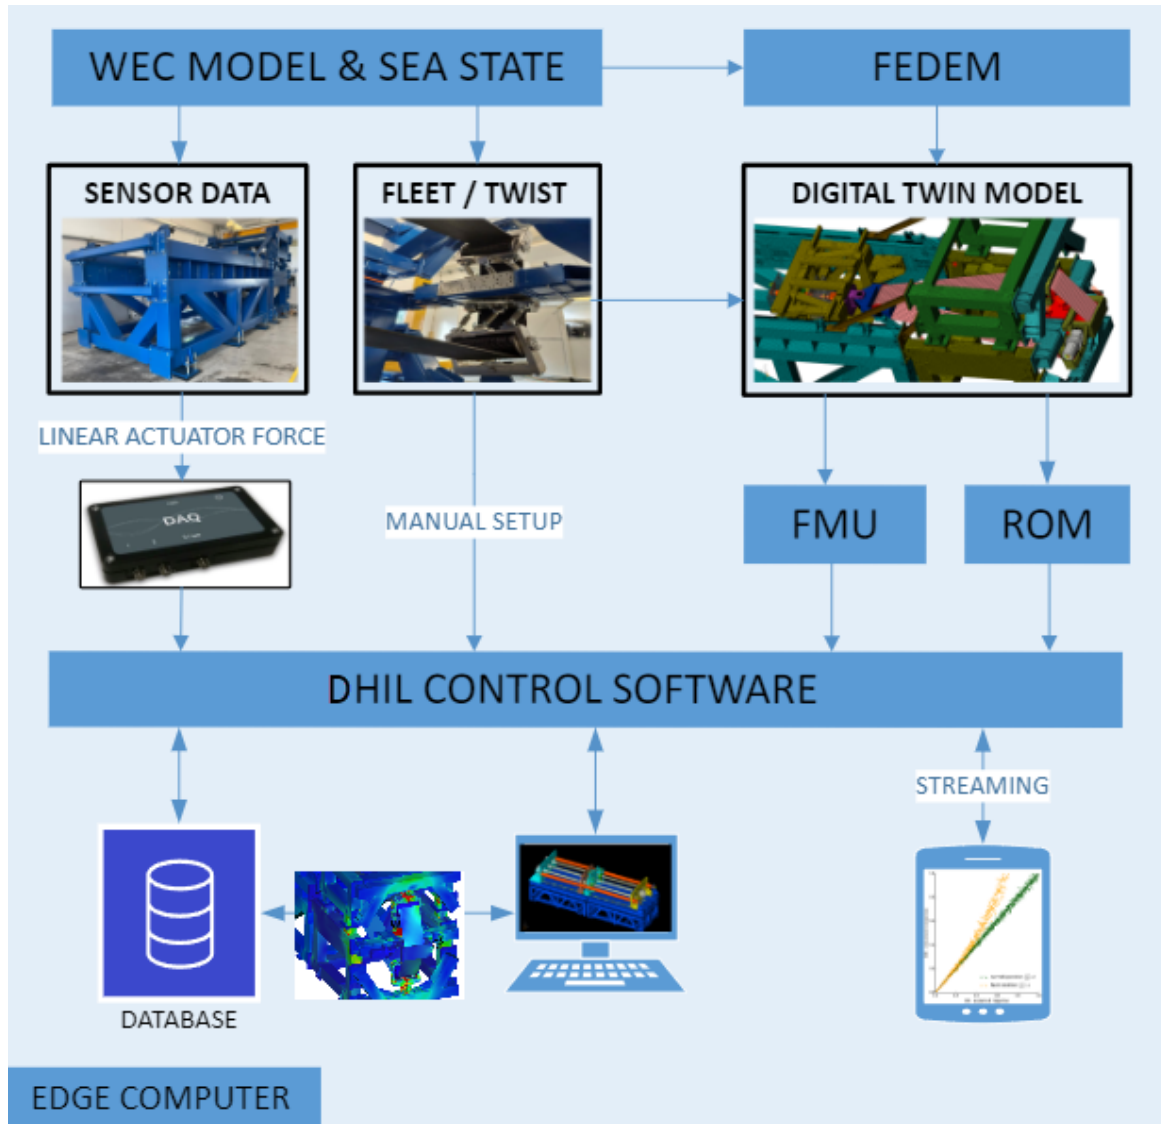 WEC MODEL & SEA STATE
FEDEM
SENSOR DATA
FLEET / TWIST
DIGITAL TWIN MODEL
LINEAR ACTUATOR FORCE
DAQ
MANUAL SETUP
FMU
ROM
DHIL CONTROL SOFTWARE
STREAMING
DATABASE
EDGE COMPUTER